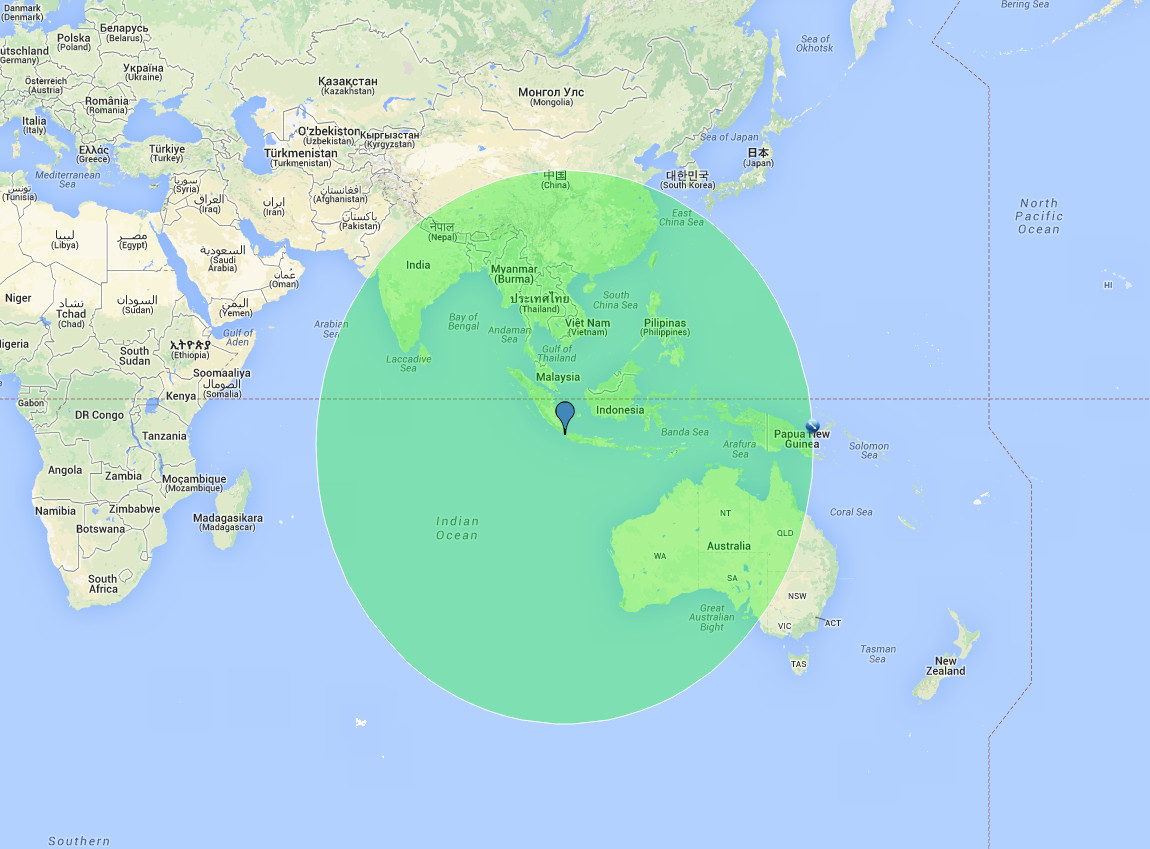 Danmark
(Denmark)
Bering Sea
Беларусь
(Belarus)
Polska
(Poland)
Sea of
Okhotsk
utschland
Germany)
Україна
(Ukraine)
Österreich
(Austria)
Қазақстан
(Kazakhstan)
Монгол Улс
(Mongolia)
România
(Romania)
Italia
(Italy)
O'zbekiston
(Uzbekistan)
Кыргызстан
(Kyrgyzstan)
Sea of Japan
Ελλάς
(Greece)
Türkiye
(Turkey)
Türkmenistan
(Turkmenistan)
日本
(Japan)
Mediterranean
Sea
中国
(China)
대한민국
(South Korea)
تونس
(Tunisia)
سوريا
(Syria)
العراق
(Iraq)
ایران
(Iran)
افغانستان
(Afghanistan)
پاکستان
(Pakistan)
North
Pacific
Ocean
East
China Sea
नेपाल
(Nepal)
ليبيا
(Libya)
مصر
(Egypt)
السعودية
(Saudi
Arabia)
India
Myanmar
(Burma)
عُمان
(Oman)
HI
Niger
تشاد
Tchad
(Chad)
السودان
(Sudan)
اليمن
(Yemen)
ประเทศไทย
(Thailand)
South
China Sea
Arabian
Sea
Bay of
Bengal
Andaman
Sea
Việt Nam
(Vietnam)
Pilipinas
(Philippines)
Gulf of
Aden
igeria
South
Sudan
ኢትዮጵያ
(Ethiopia)
Gulf of
Thailand
Laccadive
Sea
Soomaaliya
الصومال
(Somalia)
Malaysia
Gabon
Kenya
DR Congo
Indonesia
Tanzania
Banda Sea
Papua New
Guinea
Arafura
Sea
Solomon
Sea
Angola
Zambia
Moçambique
(Mozambique)
Namibia
Zimbabwe
Botswana
Madagasikara
(Madagascar)
Indian
Ocean
NT
Coral Sea
QLD
Australia
WA
SA
South
Africa
NSW
Great
Australian
Bight
VIC
ACT
Tasman
Sea
TAS
New
Zealand
Southern